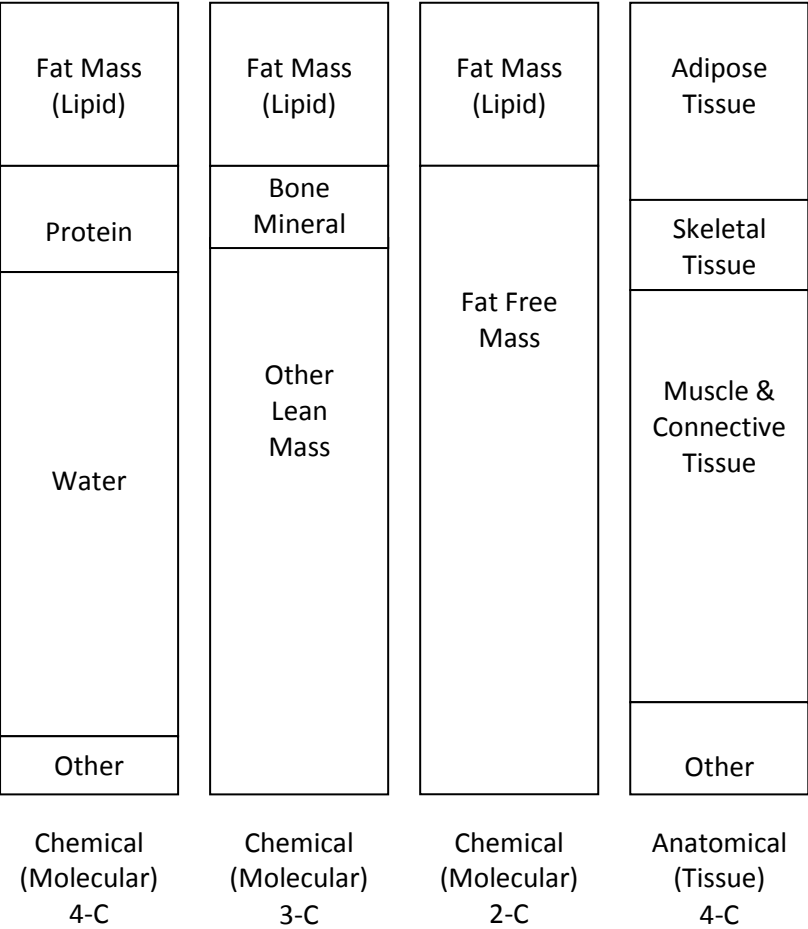 Fat Mass
(Lipid)
Protein
Water
Other
Chemical
(Molecular)
4-C
Fat Mass
(Lipid)
Bone
Mineral
Other
Lean
Mass
Chemical
(Molecular)
3-C
Fat Mass
(Lipid)
Fat Free
Mass
Chemical
(Molecular)
2-C
Adipose
Tissue
Skeletal
Tissue
Muscle &
Connective
Tissue
Other
Anatomical
(Tissue)
4-C